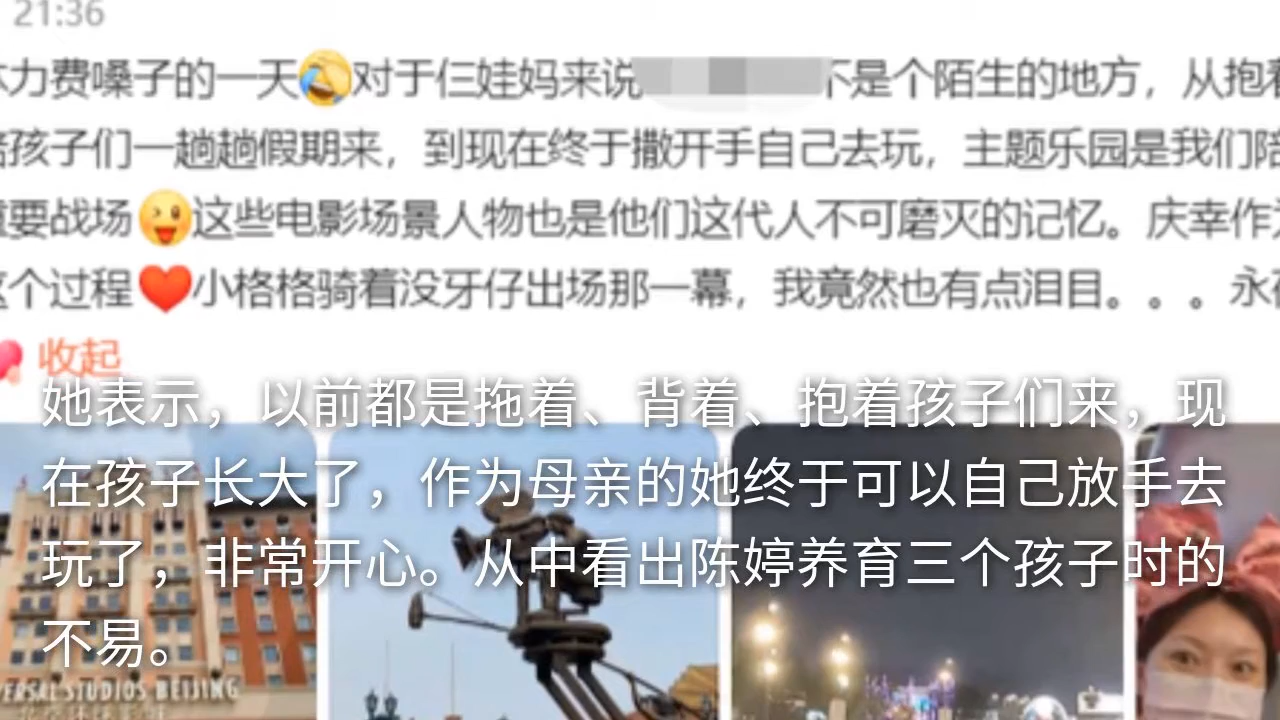 21:36
力费嗓子的一天🤣对于仨娃妈来说 不是个陌生的地方，从抱着
孩子们一趟趟假期来，到现在终于撒开手自己去玩，主题乐园是我们陪
重要战场😜这些电影场景人物也是他们这代人不可磨灭的记忆。庆幸作为
这个过程❤️小格格骑着没牙仔出场那一幕，我竟然也有点泪目。。。永
收起
她表示，以前都是拖着、背着、抱着孩子们来，现
在孩子长大了，作为母亲的她终于可以自己放手去
玩了，非常开心。从中看出陈婷养育三个孩子时的
不易。
VERSAL STUDIOS BEIJING